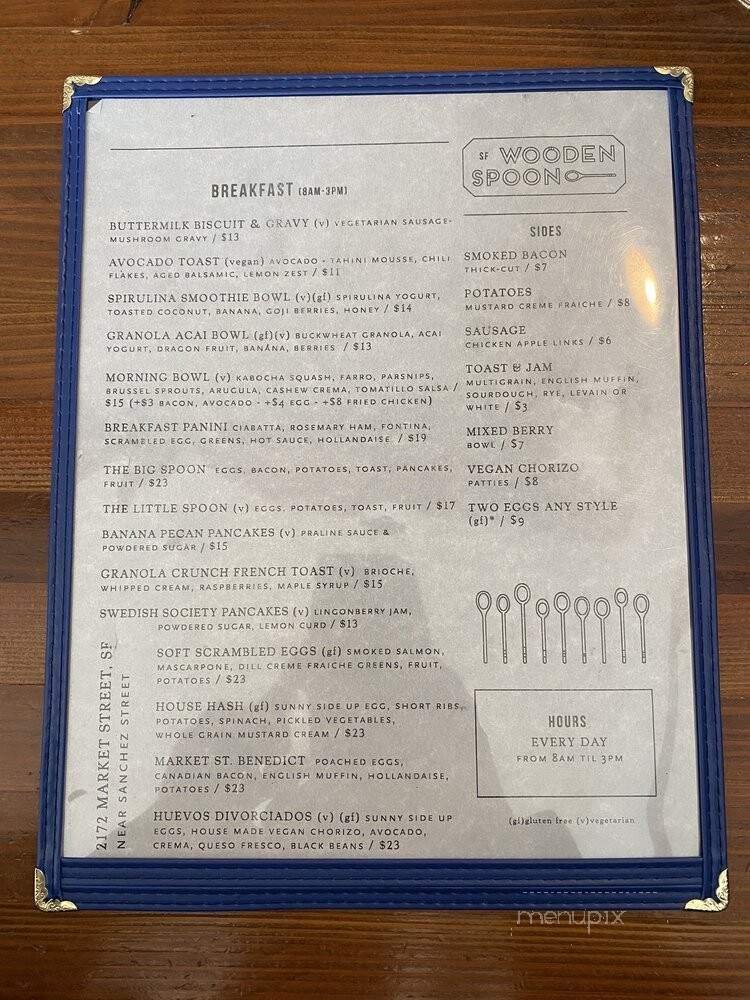 SF WOODEN
SPOON
BREAKFAST (8AM-3PM)
BUTTERMILK BISCUIT & GRAVY (v) VEGETARIAN SAUSAGE-
MUSHROOM GRAVY / $13
AVOCADO TOAST (vegan) AVOCADO - TAHINI MOUSSE, CHILI
FLAKES, AGED BALSAMIC, LEMON ZEST / $11
SPIRULINA SMOOTHIE BOWL (v)(gf) SPIRULINA YOGURT,
TOASTED COCONUT, BANANA, GOJI BERRIES, HONEY / $14
GRANOLA ACAI BOWL (gf)(v) BUCKWHEAT GRANOLA, ACAI
YOGURT, DRAGON FRUIT, BANANA, BERRIES / $13
MORNING BOWL (v) KABOCHA SQUASH, FARRO, PARSNIPS,
BRUSSEL SPROUTS, ARUGULA, CASHEW CREMA, TOMATILLO SALSA /
$15 (+$3 BACON, AVOCADO - +$4 EGG - +$8 FRIED CHICKEN)
BREAKFAST PANINI CIABATTA, ROSEMARY HAM, FONTINA,
SCRAMBLED EGG, GREENS, HOT SAUCE, HOLLANDAISE / $19
THE BIG SPOON EGGS, BACON, POTATOES, TOAST, PANCAKES,
FRUIT / $23
THE LITTLE SPOON (v) EGGS, POTATOES, TOAST, FRUIT / $17
BANANA PECAN PANCAKES (v) PRALINE SAUCE &
POWDERED SUGAR / $15
GRANOLA CRUNCH FRENCH TOAST (v) BRIOCHE,
WHIPPED CREAM, RASPBERRIES, MAPLE SYRUP / $15
SWEDISH SOCIETY PANCAKES (v) LINGONBERRY JAM,
POWDERED SUGAR, LEMON CURD / $13
SOFT SCRAMBLED EGGS (gf) SMOKED SALMON,
MASCARPONE, DILL CREME FRAICHE GREENS, FRUIT,
POTATOES / $23
HOUSE HASH (gf) SUNNY SIDE UP EGG, SHORT RIBS,
POTATOES, SPINACH, PICKLED VEGETABLES,
WHOLE GRAIN MUSTARD CREAM / $23
MARKET ST. BENEDICT POACHED EGGS,
CANADIAN BACON, ENGLISH MUFFIN, HOLLANDAISE,
POTATOES / $23
HUEVOS DIVORCIADOS (v) (gf) SUNNY SIDE UP
EGGS, HOUSE MADE VEGAN CHORIZO, AVOCADO,
CREMA, QUESO FRESCO, BLACK BEANS / $23
2172 MARKET STREET, SF
NEAR SANCHEZ STREET
SIDES
SMOKED BACON
THICK-CUT / $7
POTATOES
MUSTARD CREME FRAICHE / $8
SAUSAGE
CHICKEN APPLE LINKS / $6
TOAST & JAM
MULTIGRAIN, ENGLISH MUFFIN,
SOURDOUGH, RYE, LEVAIN OR
WHITE / $3
MIXED BERRY
BOWL / $7
VEGAN CHORIZO
PATTIES / $8
TWO EGGS ANY STYLE
(gf)* / $9
HOURS
EVERY DAY
FROM 8AM TIL 3PM
(gf)gluten free (v)vegetarian
menupix